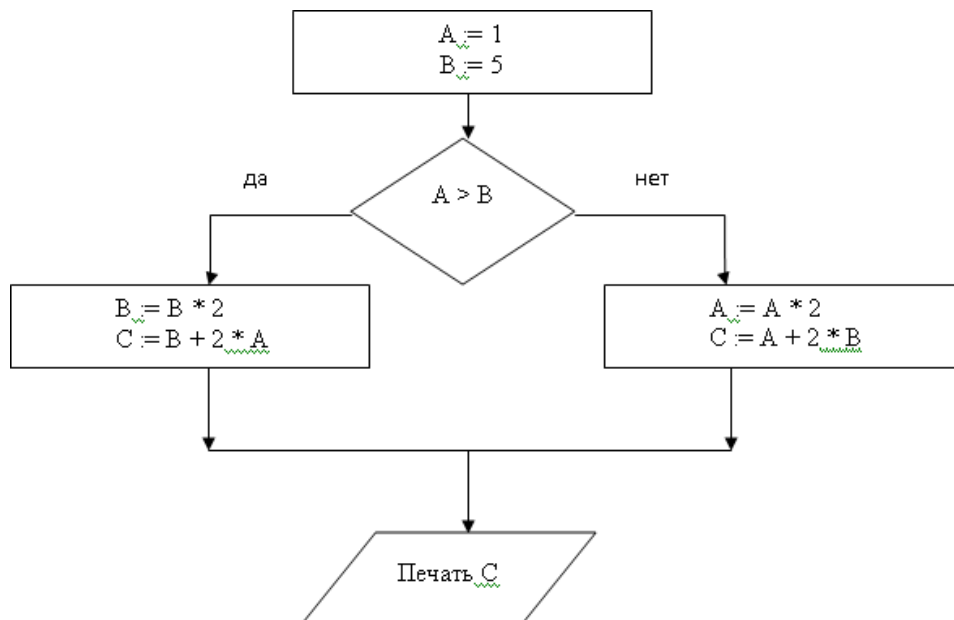 A := 1
B := 5
да
нет
A > B
B := B * 2
C := B + 2 * A
A := A * 2
C := A + 2 * B
Печать C